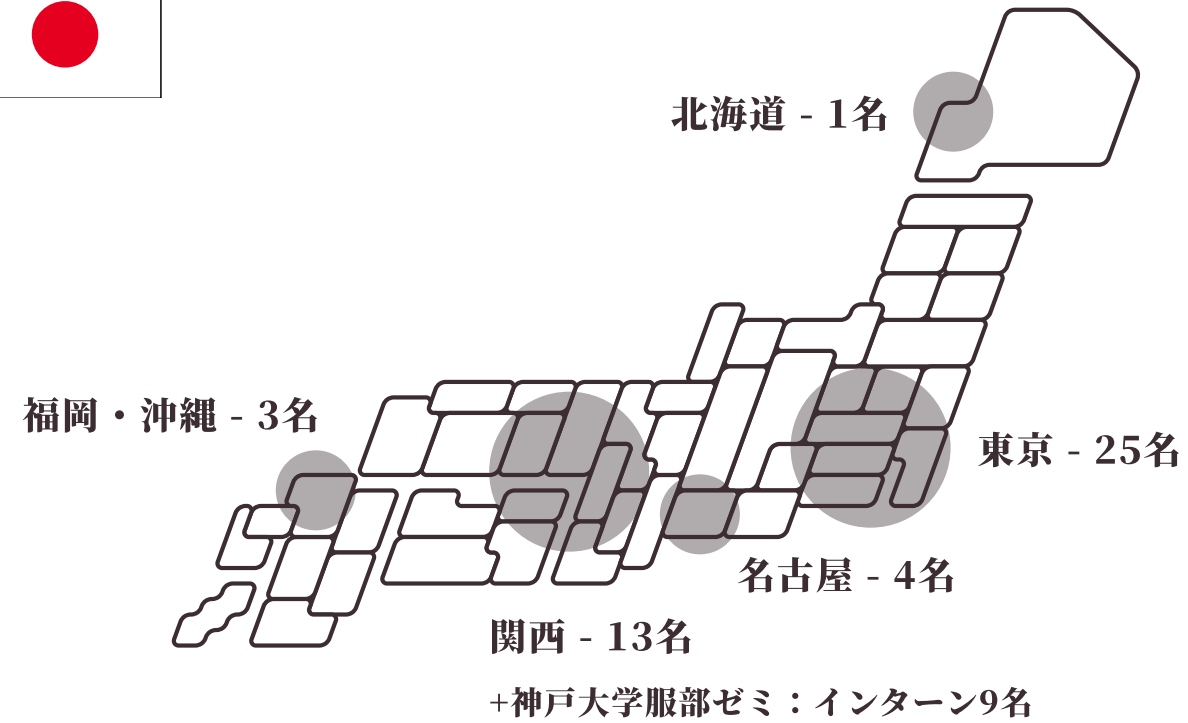 北海道 - 1名
福岡・沖縄 - 3名
東京 - 25名
名古屋 - 4名
関西 - 13名
+神戸大学服部ゼミ：インターン9名